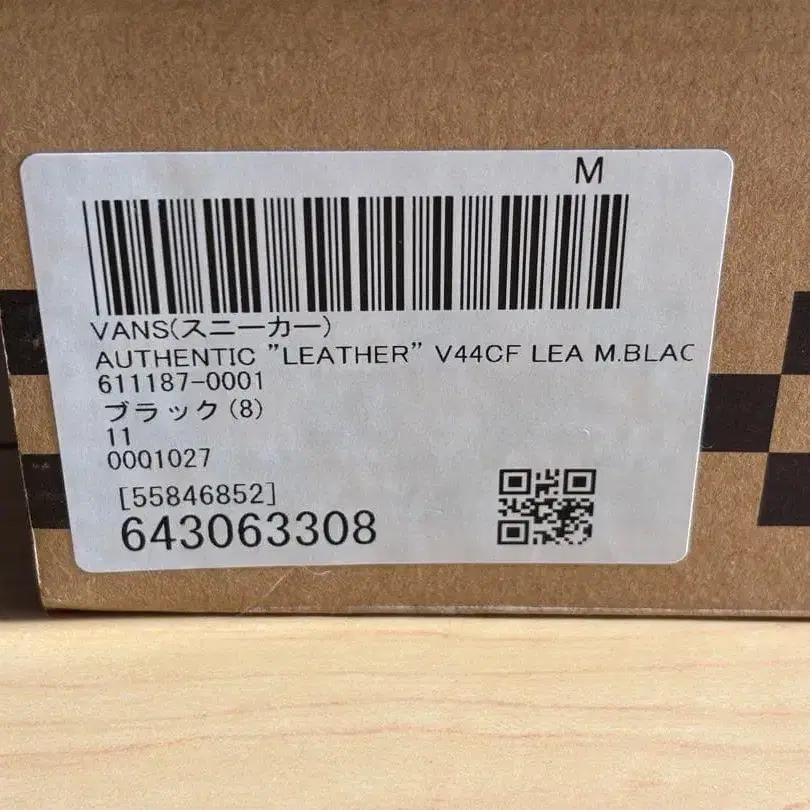 M
VANS(スニーカー)
AUTHENTIC ”LEATHER” V44CF LEA M.BLAC
611187-0001
ブラック(8)
11
0001027
[55846852]
643063308